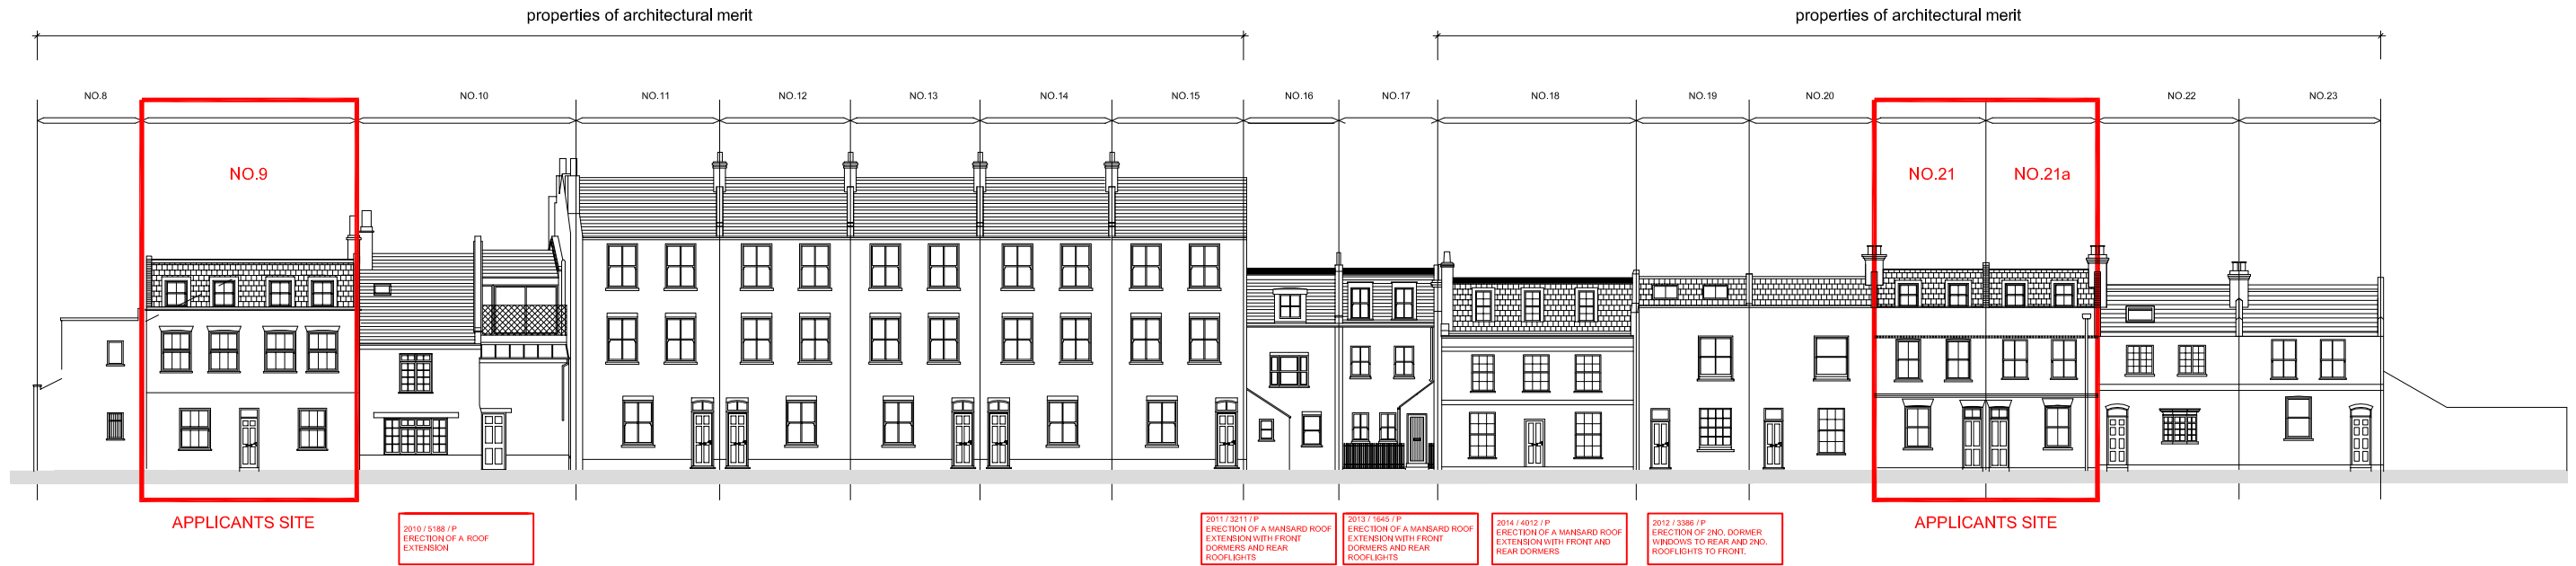 properties of architectural merit
properties of architectural merit
NO.8
NO.10
NO.11
NO.12
NO.13
NO.14
NO.15
NO.16
NO.17
NO.18
NO.19
NO.20
NO.22
NO.23
NO.9
NO.21
NO.21a
APPLICANTS SITE
APPLICANTS SITE
2010 / 5188 / P
ERECTION OF A ROOF
EXTENSION
2011 / 3211 / P
ERECTION OF A MANSARD ROOF
EXTENSION WITH FRONT
DORMERS AND REAR
ROOFLIGHTS
2013 / 1645 / P
ERECTION OF A MANSARD ROOF
EXTENSION WITH FRONT
DORMERS AND REAR
ROOFLIGHTS
2014 / 4012 / P
ERECTION OF A MANSARD ROOF
EXTENSION WITH FRONT AND
REAR DORMERS
2012 / 3386 / P
ERECTION OF 2NO. DORMER
WINDOWS TO REAR AND 2NO.
ROOFLIGHTS TO FRONT.